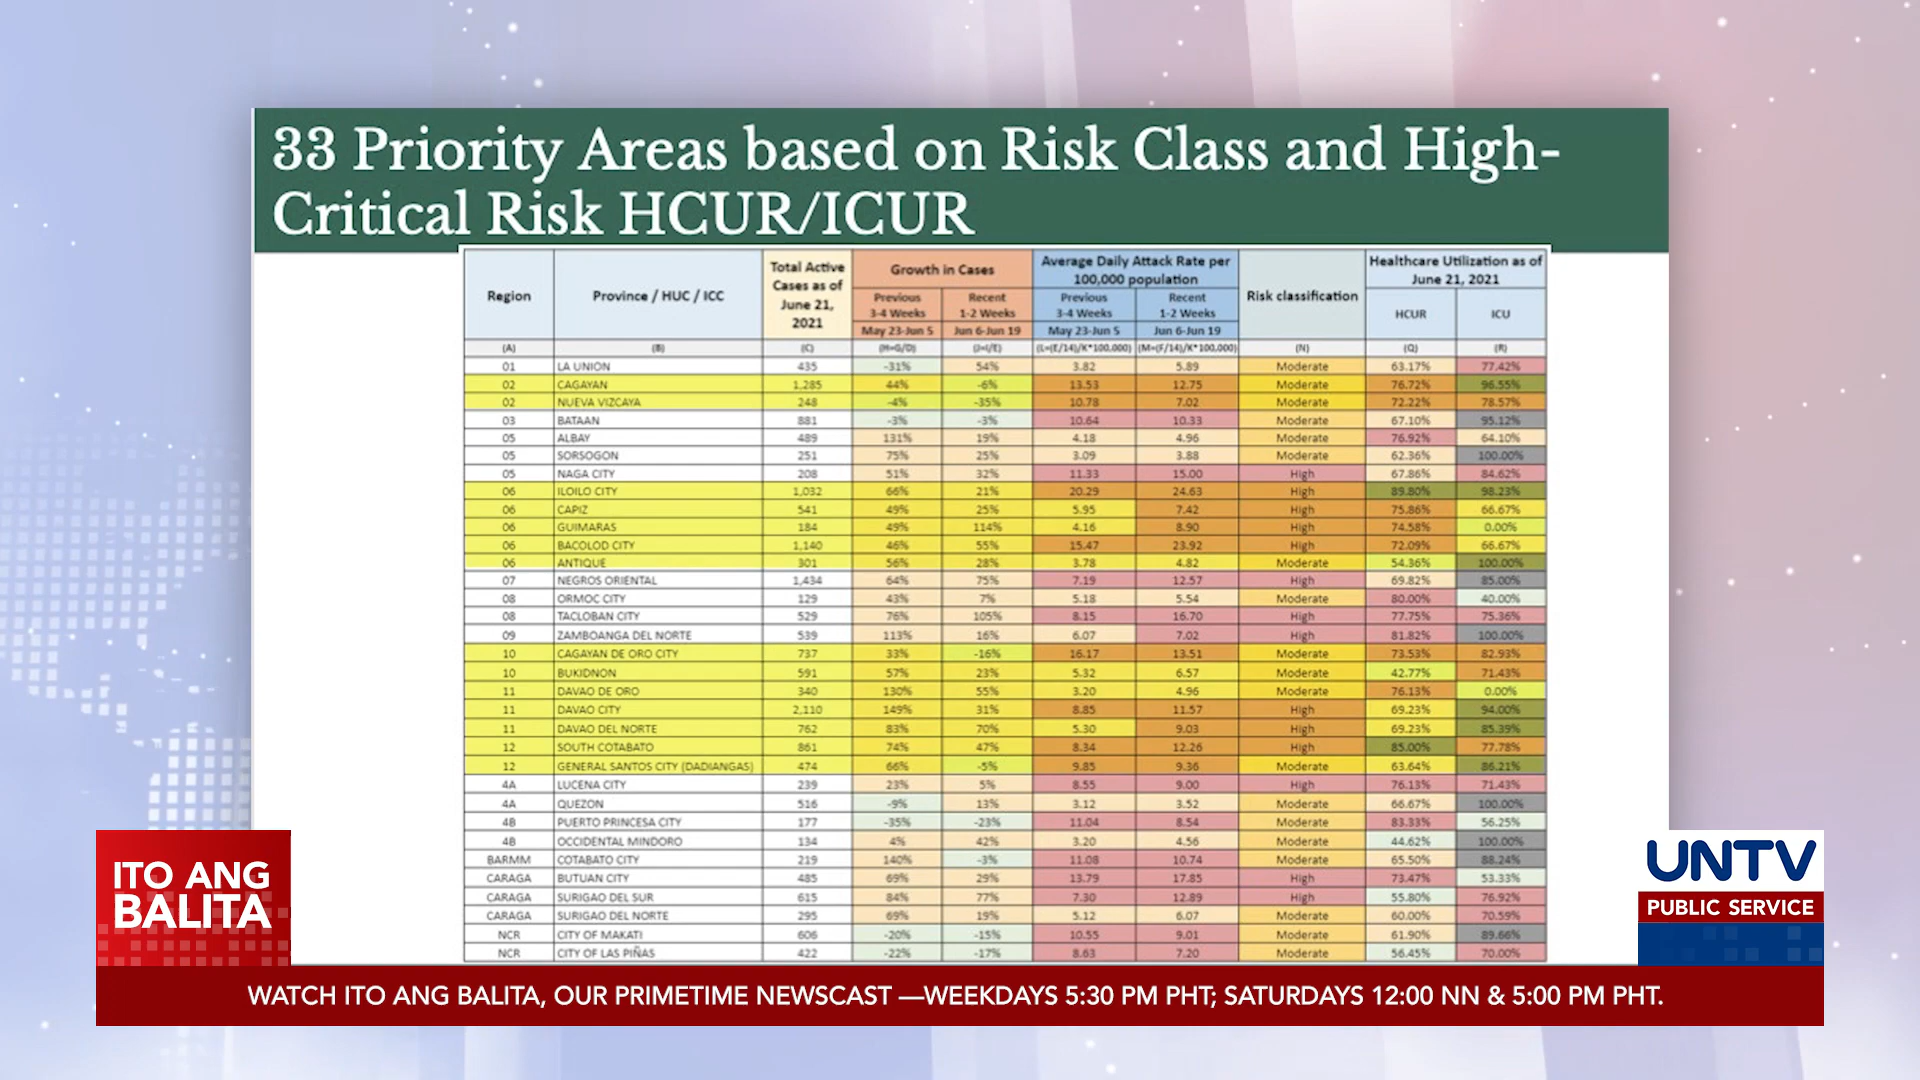 33 Priority Areas based on Risk Class and High-
Critical Risk HCUR/ICUR
Region Province / HUC / ICC Total Active Cases as of June 21, 2021 Growth in Cases Average Daily Attack Rate per 100,000 population Risk classification Healthcare Utilization as of June 21, 2021
Previous 3-4 Weeks Recent 1-2 Weeks Previous 3-4 Weeks Recent 1-2 Weeks HCUR ICU
May 23-Jun 5 Jun 6-Jun 19 May 23-Jun 5 Jun 6-Jun 19
(A) (B) (C) (H=G/D) (J=I/E) (L=(E/14)/K*100,000) (M=(F/14)/K*100,000) (N) (Q) (R)
01 LA UNION 435 -31% 54% 3.82 5.89 Moderate 63.17% 77.42%
02 CAGAYAN 1,285 44% -6% 13.53 12.75 Moderate 76.72% 96.55%
02 NUEVA VIZCAYA 248 -4% -35% 10.78 7.02 Moderate 72.22% 78.57%
03 BATAAN 881 -3% -3% 10.64 10.33 Moderate 67.10% 95.12%
05 ALBAY 489 131% 19% 4.18 4.96 Moderate 76.92% 64.10%
05 SORSOGON 251 75% 25% 3.09 3.88 Moderate 62.36% 100.00%
05 NAGA CITY 208 51% 32% 11.33 15.00 High 67.86% 84.62%
06 ILOILO CITY 1,032 66% 21% 20.29 24.63 High 89.80% 98.23%
06 CAPIZ 541 49% 25% 5.95 7.42 High 75.86% 66.67%
06 GUIMARAS 184 49% 114% 4.16 8.90 High 74.58% 0.00%
06 BACOLOD CITY 1,140 46% 55% 15.47 23.92 High 72.09% 66.67%
06 ANTIQUE 301 56% 28% 3.78 4.82 Moderate 54.36% 100.00%
07 NEGROS ORIENTAL 1,434 64% 75% 7.19 12.57 High 69.82% 85.00%
08 ORMOC CITY 129 43% 7% 5.18 5.54 Moderate 80.00% 40.00%
08 TACLOBAN CITY 529 76% 105% 8.15 16.70 High 77.75% 75.36%
09 ZAMBOANGA DEL NORTE 539 113% 16% 6.07 7.02 High 81.82% 100.00%
10 CAGAYAN DE ORO CITY 737 33% -16% 16.17 13.51 Moderate 73.53% 82.93%
10 BUKIDNON 591 57% 23% 5.32 6.57 Moderate 42.77% 71.43%
11 DAVAO DE ORO 340 130% 55% 3.20 4.96 Moderate 76.13% 0.00%
11 DAVAO CITY 2,110 149% 31% 8.85 11.57 High 69.23% 94.00%
11 DAVAO DEL NORTE 762 83% 70% 5.30 9.03 High 69.23% 85.39%
12 SOUTH COTABATO 861 74% 47% 8.34 12.26 High 85.00% 77.78%
12 GENERAL SANTOS CITY (DADIANGAS) 474 66% -5% 9.85 9.36 Moderate 63.64% 86.21%
4A LUCENA CITY 239 23% 5% 8.55 9.00 High 76.13% 71.43%
4A QUEZON 516 -9% 13% 3.12 3.52 Moderate 66.67% 100.00%
4B PUERTO PRINCESA CITY 177 -35% -23% 11.04 8.54 Moderate 83.33% 56.25%
4B OCCIDENTAL MINDORO 134 4% 42% 3.20 4.56 Moderate 44.62% 100.00%
BARMM COTABATO CITY 219 140% -3% 11.08 10.74 Moderate 65.50% 88.24%
CARAGA BUTUAN CITY 485 69% 29% 13.79 17.85 High 73.47% 53.33%
CARAGA SURIGAO DEL SUR 615 84% 77% 7.30 12.89 High 55.80% 76.92%
CARAGA SURIGAO DEL NORTE 295 69% 19% 5.12 6.07 Moderate 60.00% 70.59%
NCR CITY OF MAKATI 606 -20% -15% 10.55 9.01 Moderate 61.90% 89.66%
NCR CITY OF LAS PIÑAS 422 -22% -17% 8.63 7.20 Moderate 56.45% 70.00%
ITO ANG
BALITA
UNTV
PUBLIC SERVICE
WATCH ITO ANG BALITA, OUR PRIMETIME NEWSCAST —WEEKDAYS 5:30 PM PHT; SATURDAYS 12:00 NN & 5:00 PM PHT.